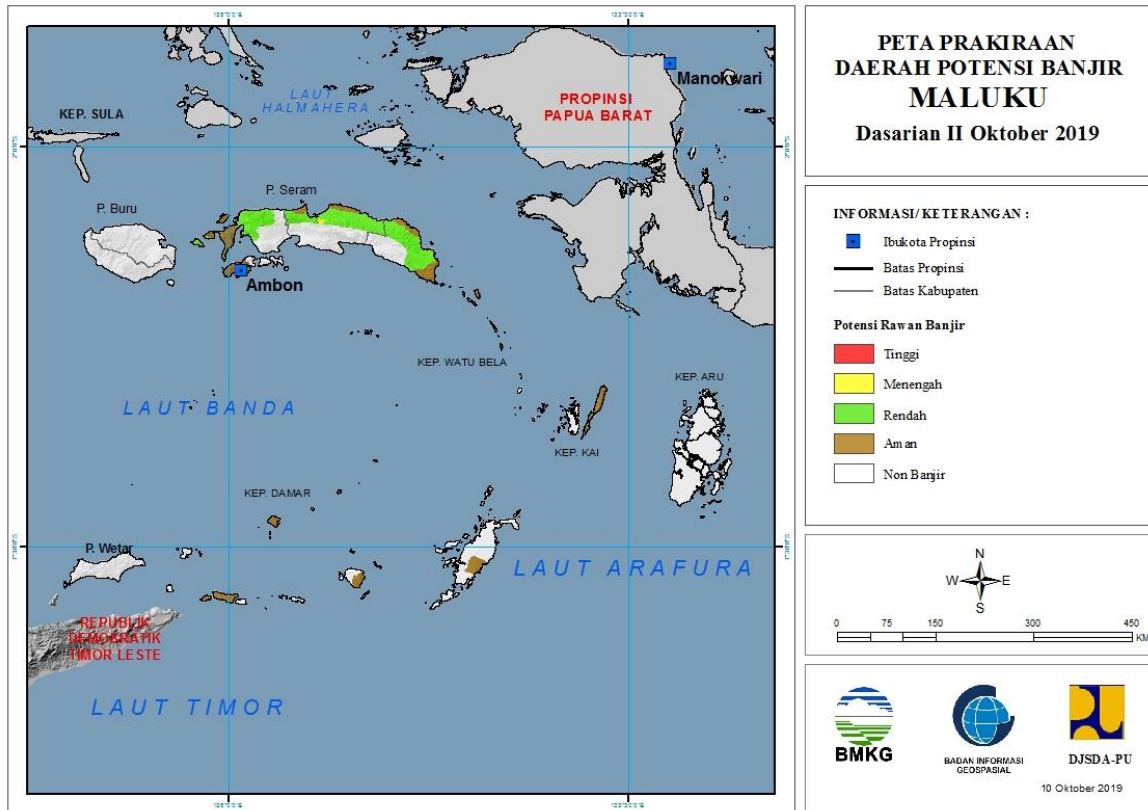 KEP. SULA
LAUT
HALMAHERA
Manokwari
PROPINSI
PAPUA BARAT
P. Seram
P. Buru
Ambon
KEP. WATU BELA
KEP. ARU
LAUT BANDA
KEP. KAI
KEP. DAMAR
P. Wetar
LAUT ARAFURA
REPUBLIK
DEMOKRATIK
TIMOR LESTE
LAUT TIMOR
PETA PRAKIRAAN
DAERAH POTENSI BANJIR
MALUKU
Dasarian II Oktober 2019
INFORMASI/ KETERANGAN :
Ibukota Propinsi
Batas Propinsi
Batas Kabupaten
Potensi Rawan Banjir
Tinggi
Menengah
Rendah
Aman
Non Banjir
N
W E
S
0 75 150 300 450
KM
BMKG
BADAN INFORMASI
GEOSPASIAL
DJSDA-PU
10 Oktober 2019